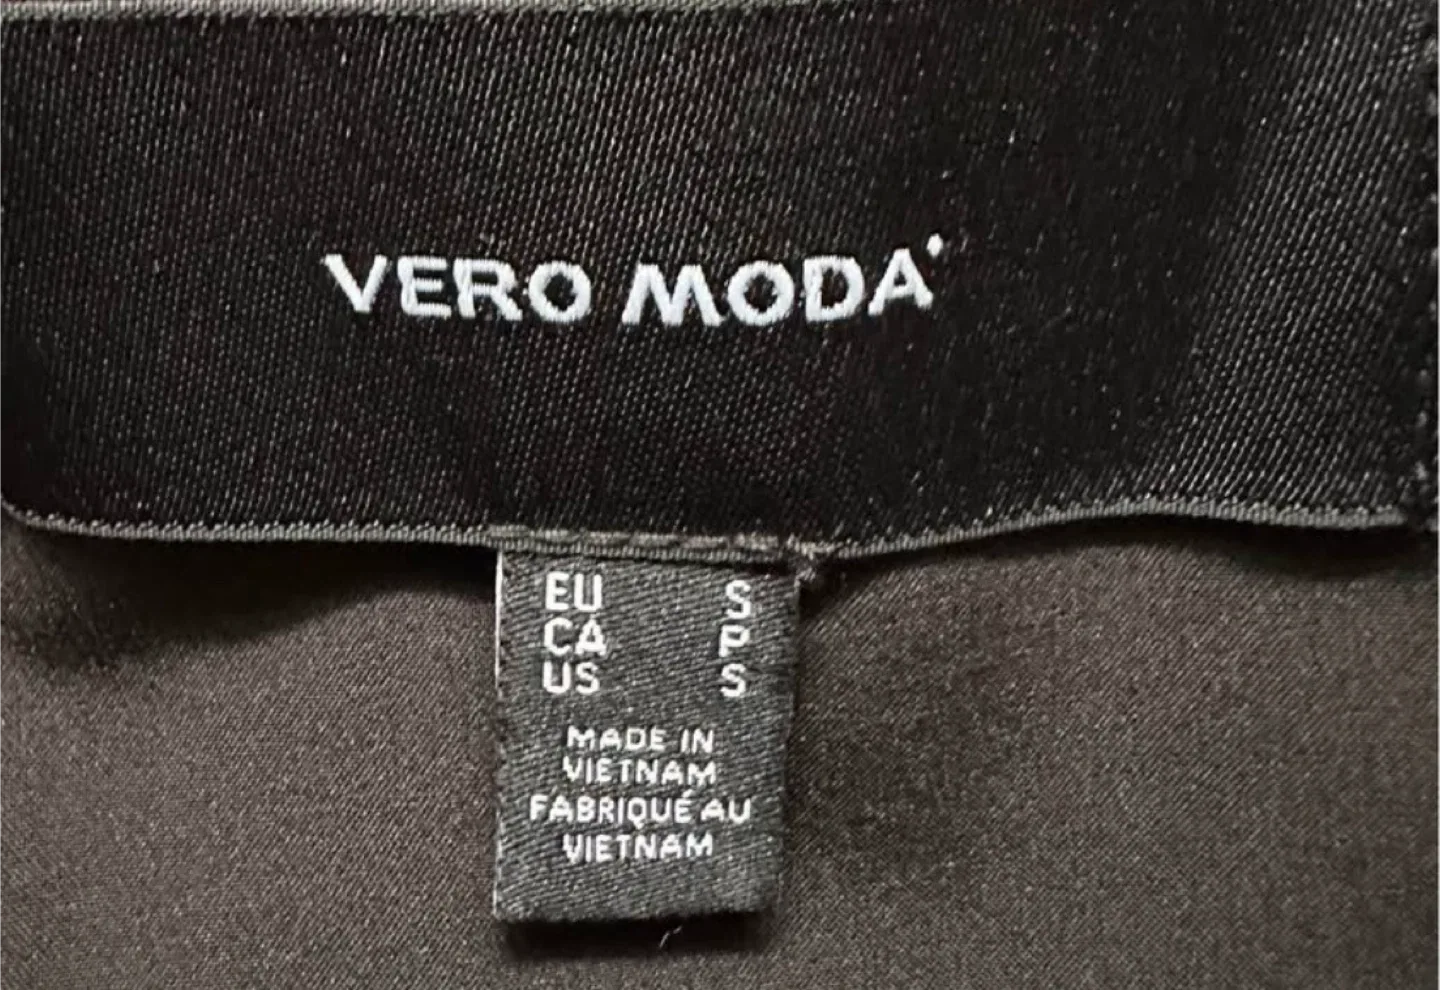 VERO MODA
EU S
CA P
US S
MADE IN
VIETNAM
FABRIQUÉ AU
VIETNAM